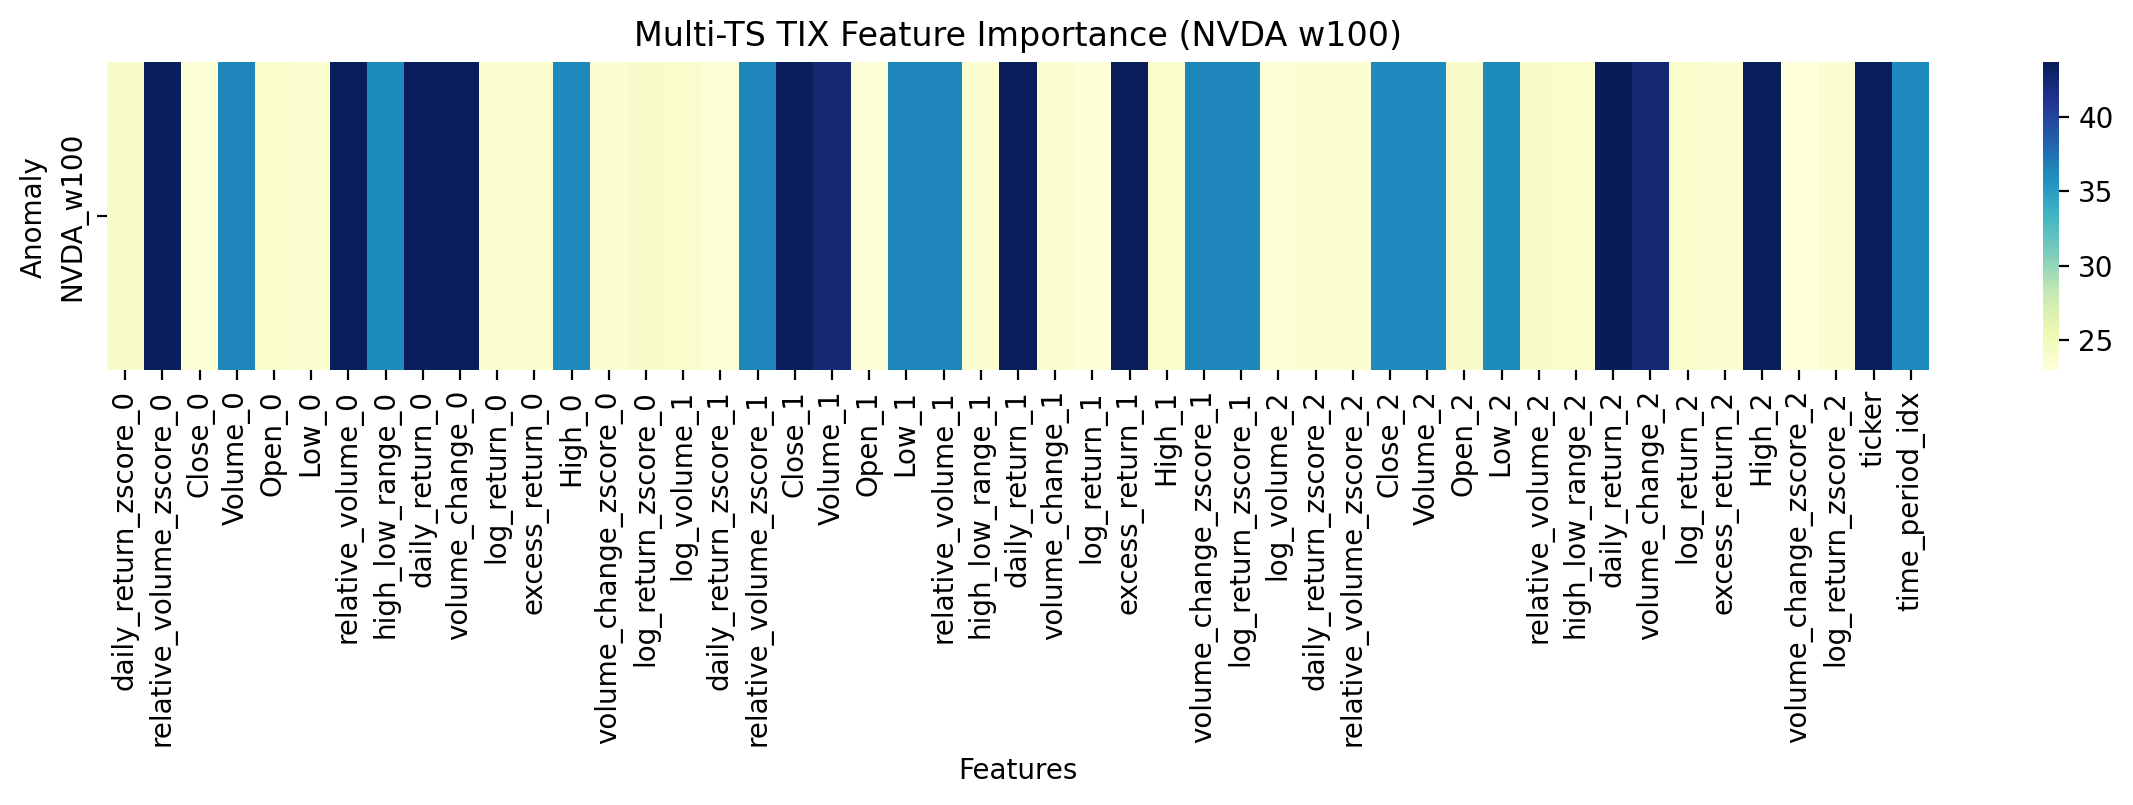 Multi-TS TIX Feature Importance (NVDA w100)
Anomaly
NVDA_w100
40
35
30
25
daily_return_zscore_0
relative_volume_zscore_0
Close_0
Volume_0
Open_0
Low_0
relative_volume_0
high_low_range_0
daily_return_0
volume_change_0
log_return_0
excess_return_0
High_0
volume_change_zscore_0
log_return_zscore_0
log_volume_1
daily_return_zscore_1
relative_volume_zscore_1
Close_1
Volume_1
Open_1
Low_1
relative_volume_1
high_low_range_1
daily_return_1
volume_change_1
log_return_1
excess_return_1
High_1
volume_change_zscore_1
log_return_zscore_1
log_volume_2
daily_return_zscore_2
relative_volume_zscore_2
Close_2
Volume_2
Open_2
Low_2
relative_volume_2
high_low_range_2
daily_return_2
volume_change_2
log_return_2
excess_return_2
High_2
volume_change_zscore_2
log_return_zscore_2
ticker
time_period_idx
Features